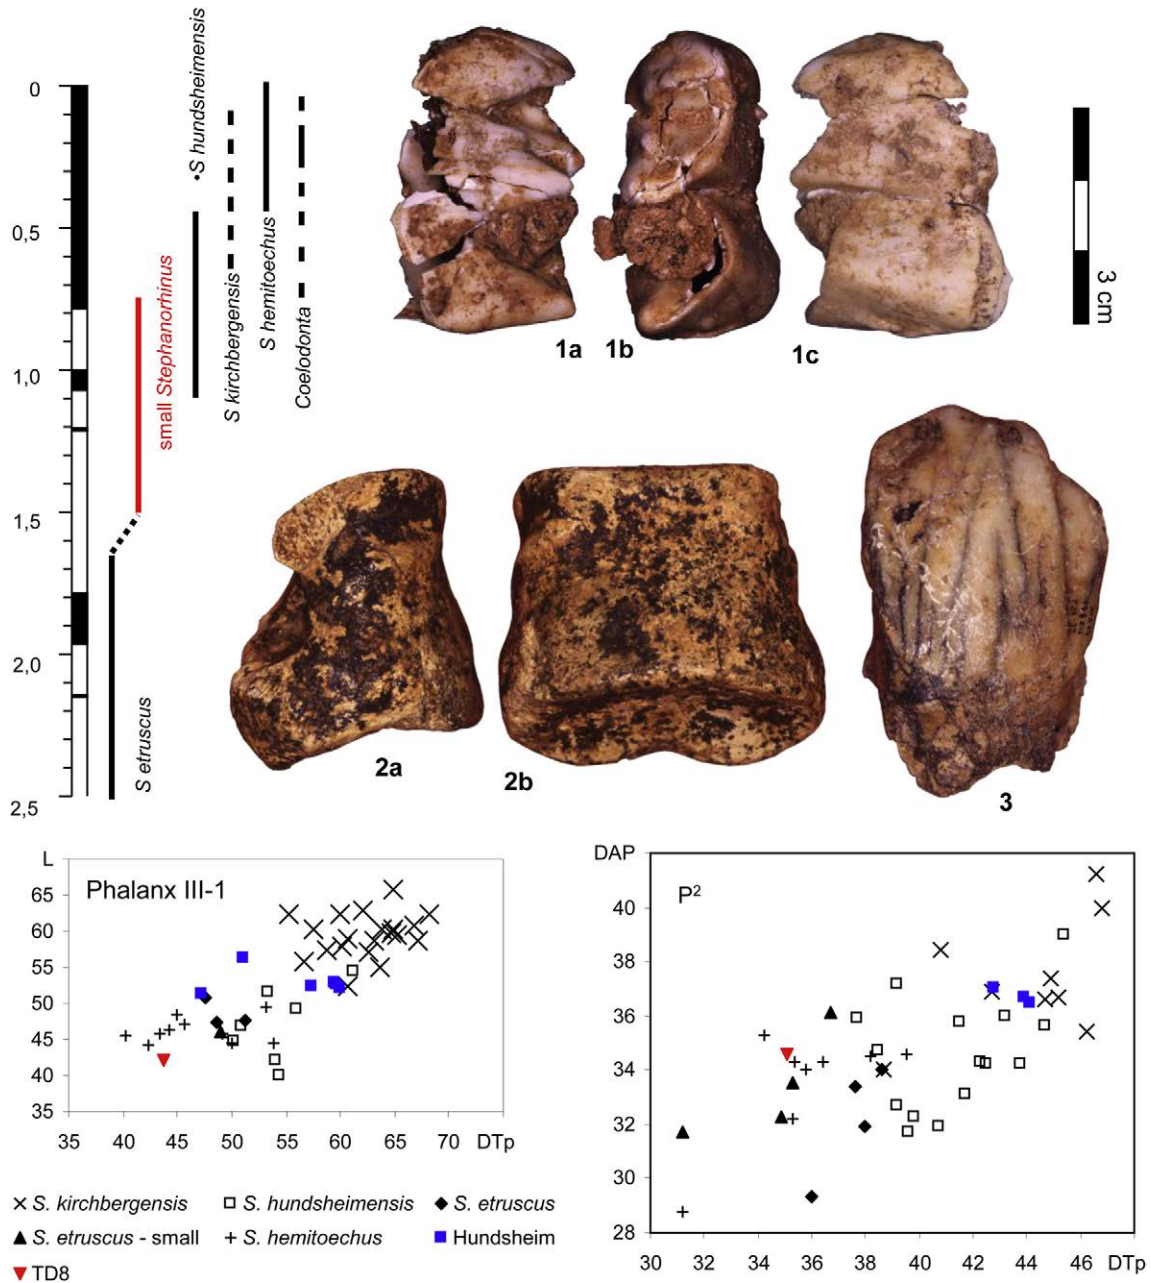 0
0,5
1,0
1,5
2,0
2,5
S hundsheimensis
S kirchbergensis
S hemitoechus
Coelodonta
small Stephanorhinus
S etruscus
1a
1b
1c
3 cm
2a
2b
3
L
Phalanx III-1
65
60
55
50
45
40
35
35 40 45 50 55 60 65 70 DTp
DAP
P²
40
38
36
34
32
30
28
30 32 34 36 38 40 42 44 46 DTp
S. kirchbergensis
S. hundsheimensis
S. etruscus
S. etruscus - small
S. hemitoechus
Hundsheim
TD8